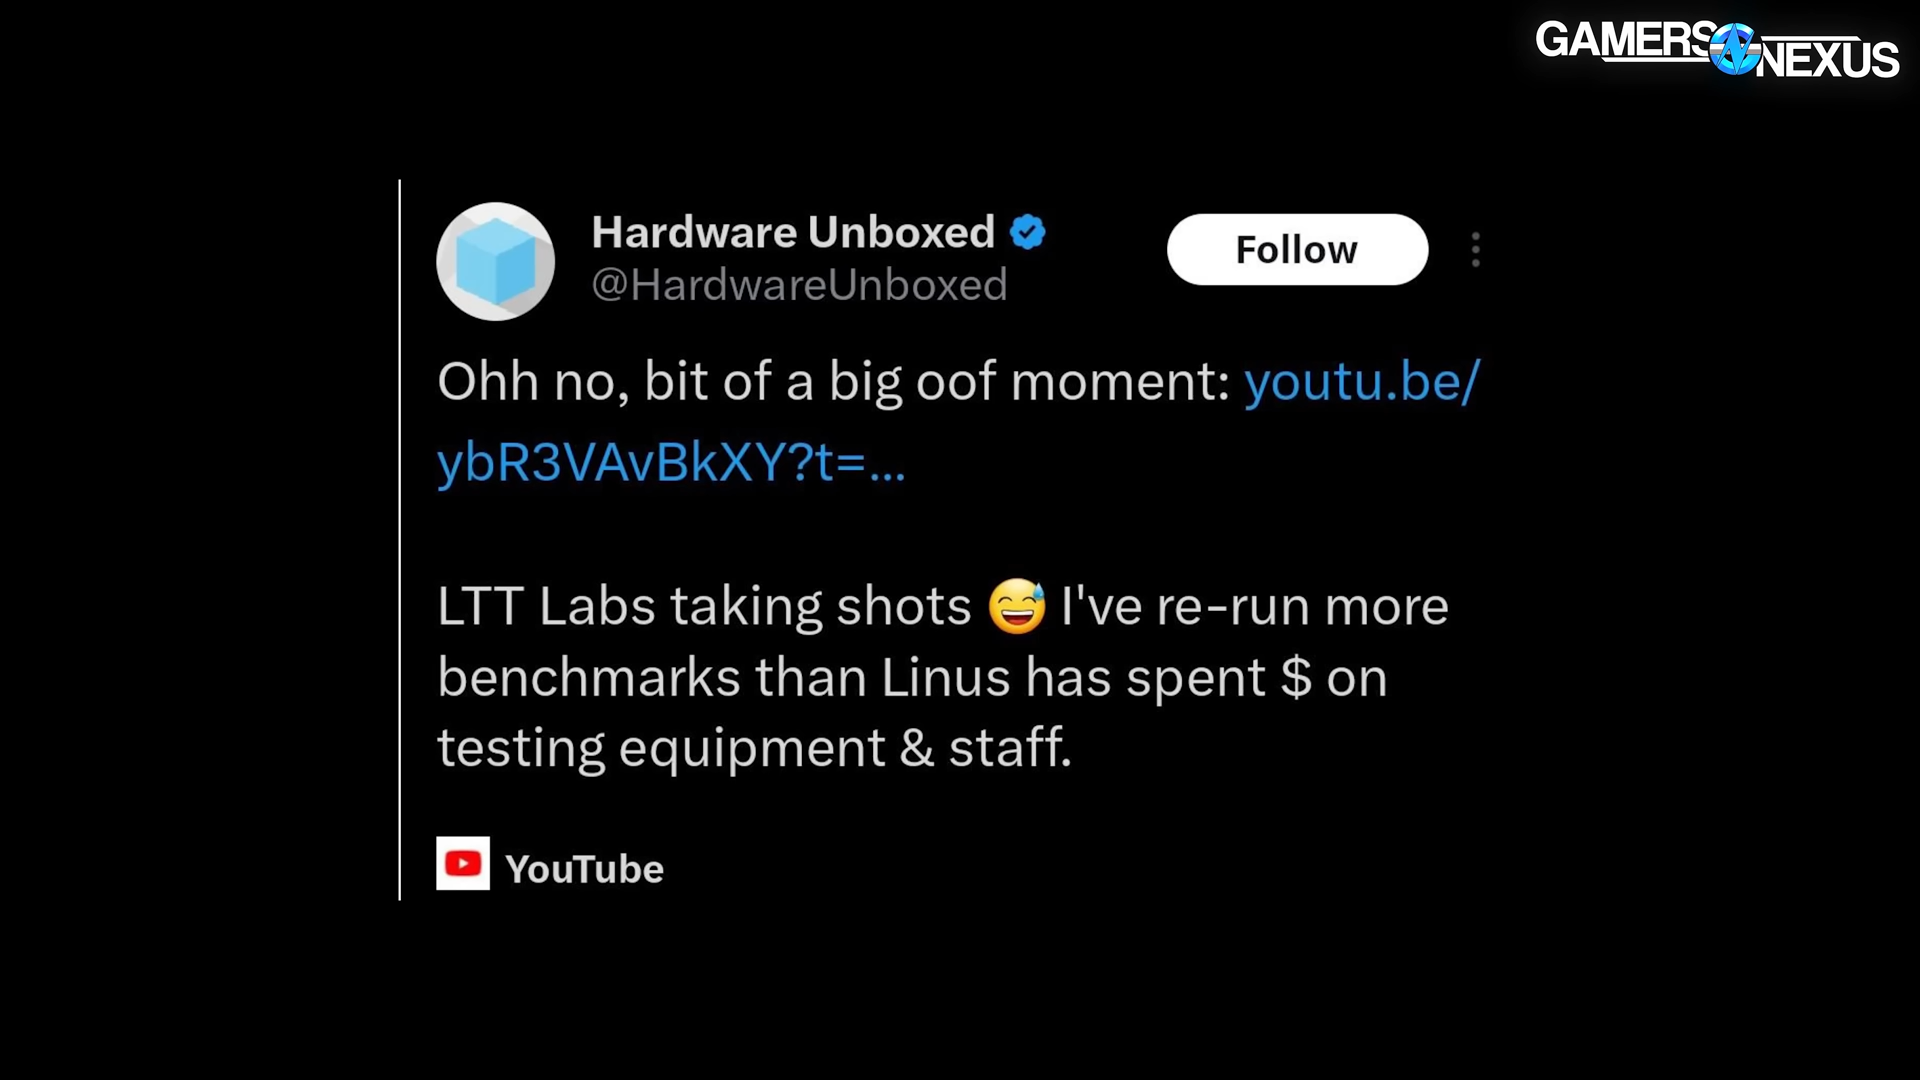 GAMERS NEXUS
Hardware Unboxed
@HardwareUnboxed
Follow
Ohh no, bit of a big oof moment: youtu.be/
ybR3VAvBkXY?t=...
LTT Labs taking shots 😅 I've re-run more
benchmarks than Linus has spent $ on
testing equipment & staff.
YouTube